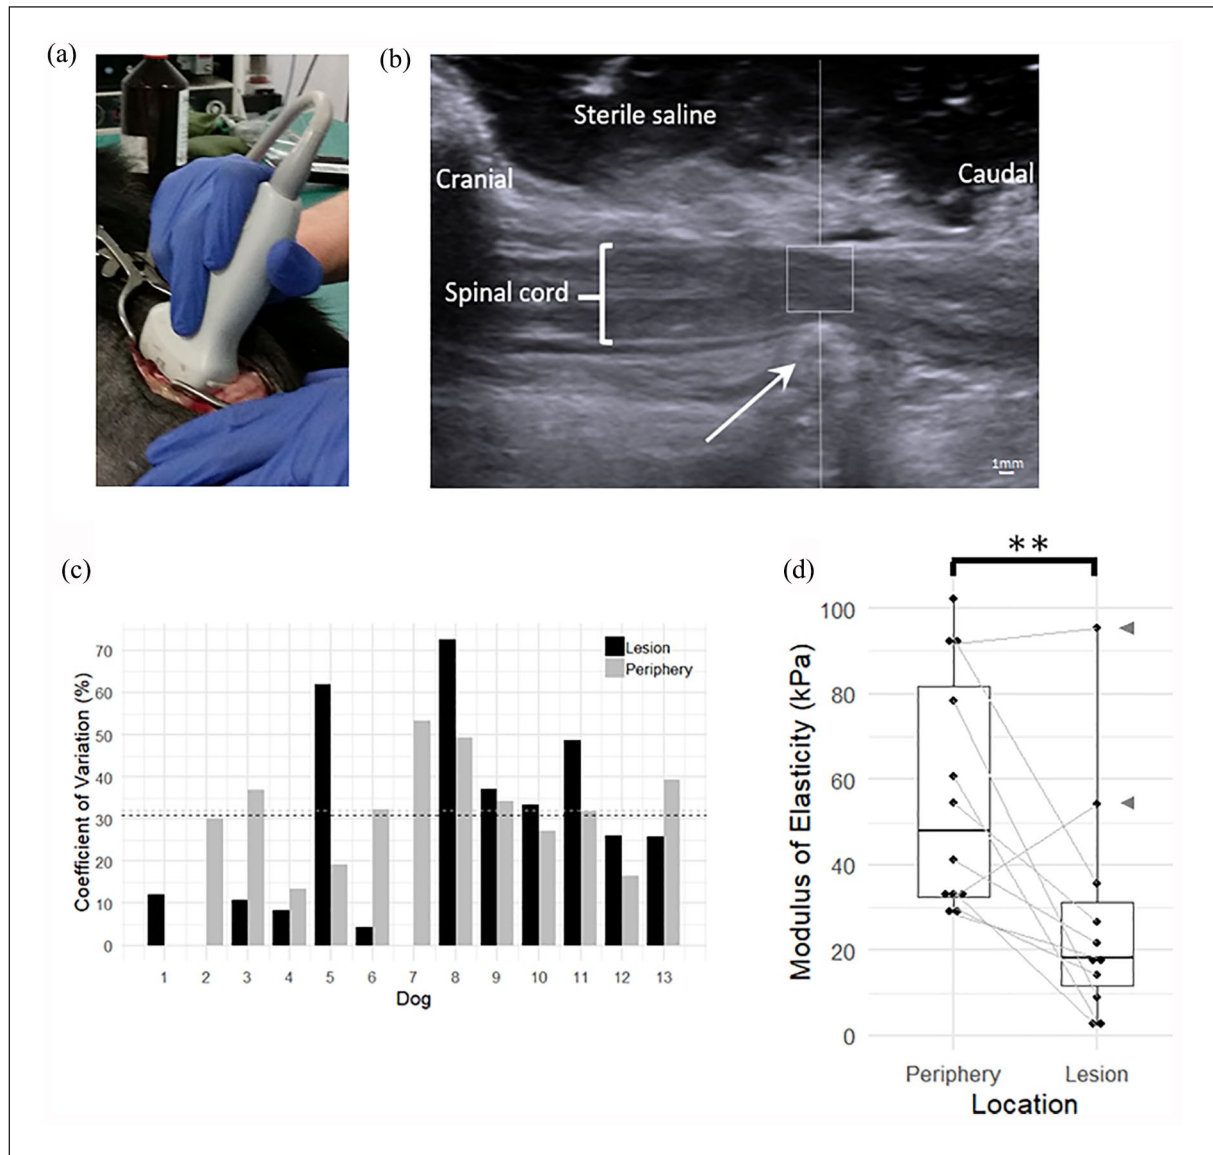 (a)
(b)
Sterile saline
Cranial
Caudal
Spinal cord
1mm
(c)
Coefficient of Variation (%)
70
60
50
40
30
20
10
0
Lesion
Periphery
1 2 3 4 5 6 7 8 9 10 11 12 13
Dog
(d)
**
Modulus of Elasticity (kPa)
100
80
60
40
20
0
Periphery Lesion
Location